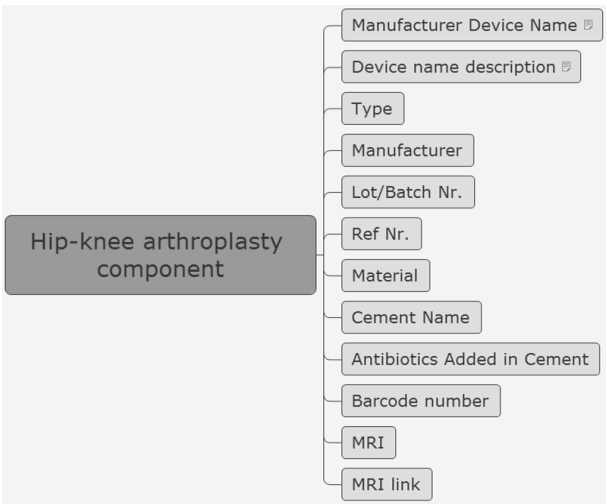 Manufacturer Device Name
Device name description
Type
Manufacturer
Lot/Batch Nr.
Hip-knee arthroplasty
component
Ref Nr.
Material
Cement Name
Antibiotics Added in Cement
Barcode number
MRI
MRI link